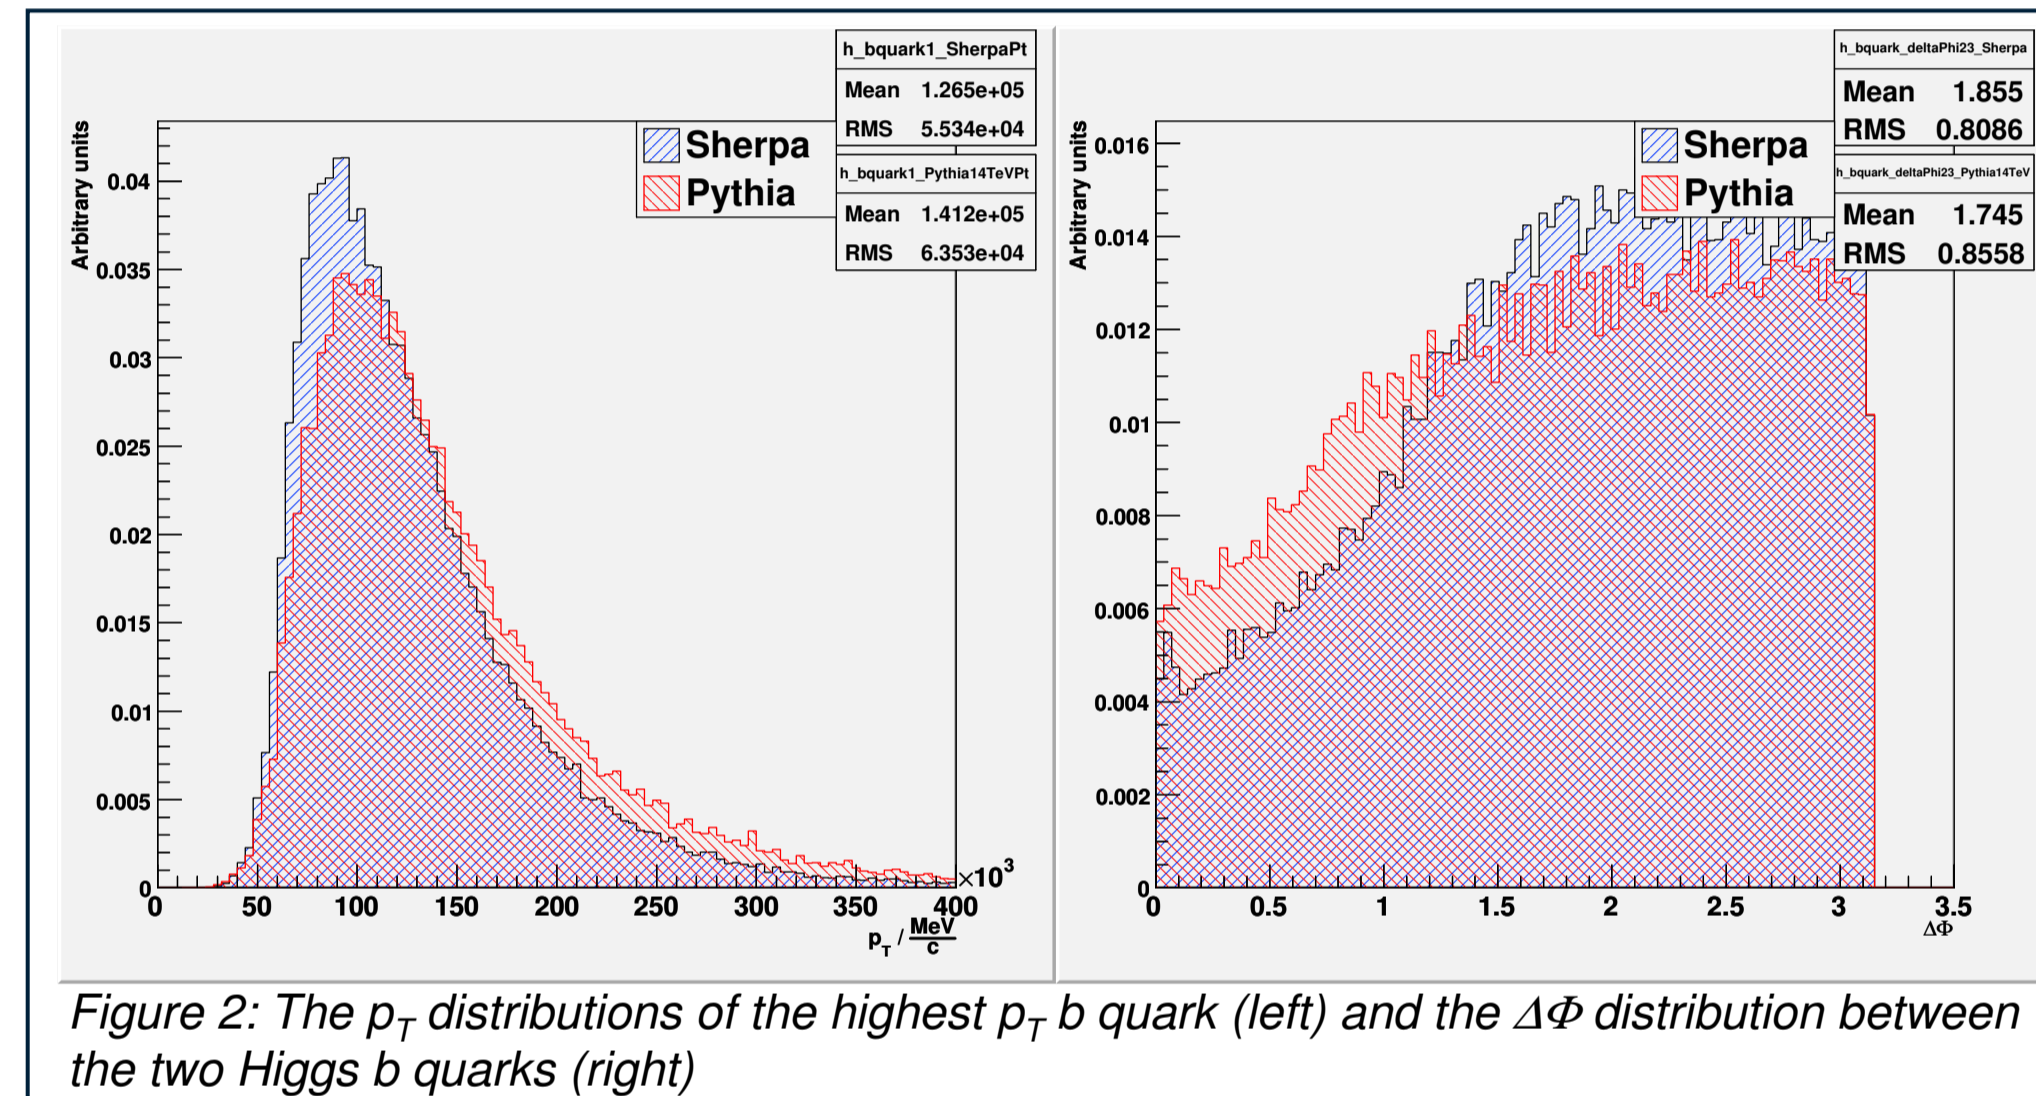 h_bquark1_SherpaPt
Mean 1.265e+05
RMS 5.534e+04
h_bquark1_Pythia14TeVPt
Mean 1.412e+05
RMS 6.353e+04
Sherpa
Pythia
Arbitrary units
0.04
0.035
0.03
0.025
0.02
0.015
0.01
0.005
0
0 50 100 150 200 250 300 350 400
×10³
p_T / MeV/c
h_bquark_deltaPhi23_Sherpa
Mean 1.855
RMS 0.8086
h_bquark_deltaPhi23_Pythia14TeV
Mean 1.745
RMS 0.8558
Sherpa
Pythia
Arbitrary units
0.016
0.014
0.012
0.01
0.008
0.006
0.004
0.002
0
0 0.5 1 1.5 2 2.5 3 3.5
ΔΦ
Figure 2: The p_T distributions of the highest p_T b quark (left) and the ΔΦ distribution between
the two Higgs b quarks (right)